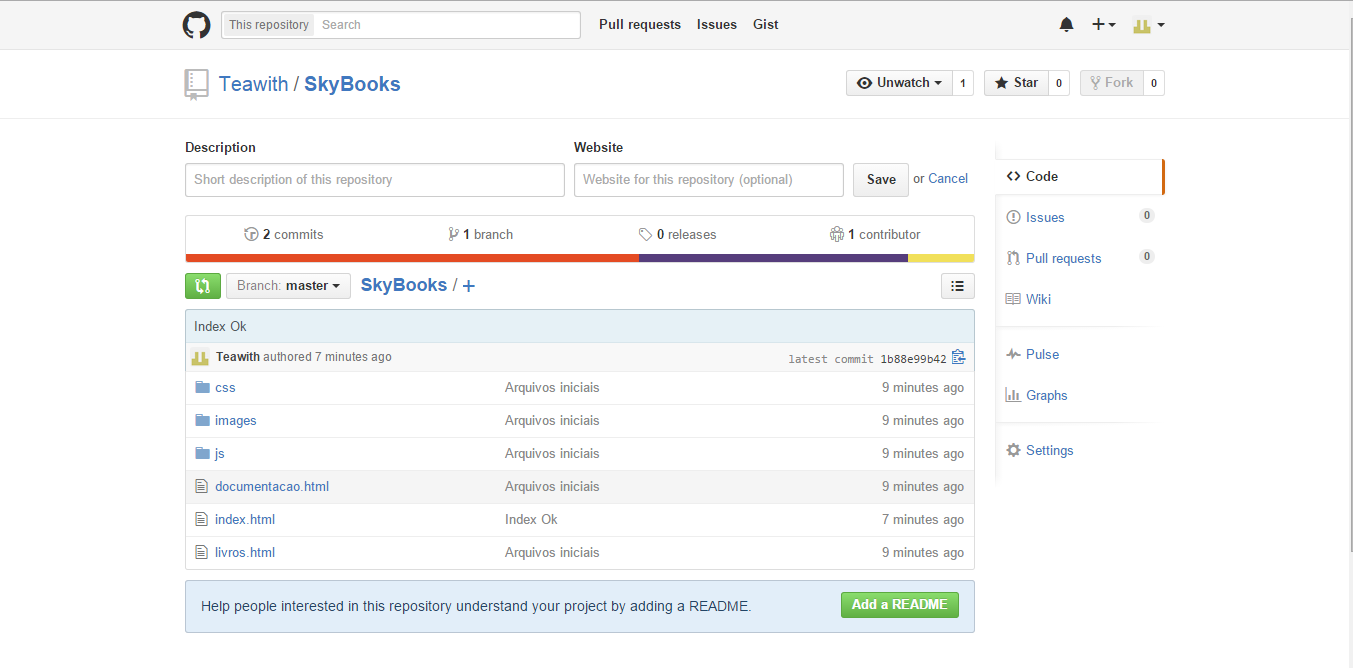 This repository Search Pull requests Issues Gist
Teawith / SkyBooks Unwatch 1 Star 0 Fork 0
Description Website
Short description of this repository Website for this repository (optional) Save or Cancel
2 commits 1 branch 0 releases 1 contributor
Branch: master SkyBooks / +
Index Ok
Teawith authored 7 minutes ago latest commit 1b88e99b42
css Arquivos iniciais 9 minutes ago
images Arquivos iniciais 9 minutes ago
js Arquivos iniciais 9 minutes ago
documentacao.html Arquivos iniciais 9 minutes ago
index.html Index Ok 7 minutes ago
livros.html Arquivos iniciais 9 minutes ago
Help people interested in this repository understand your project by adding a README. Add a README
Code
Issues 0
Pull requests 0
Wiki
Pulse
Graphs
Settings